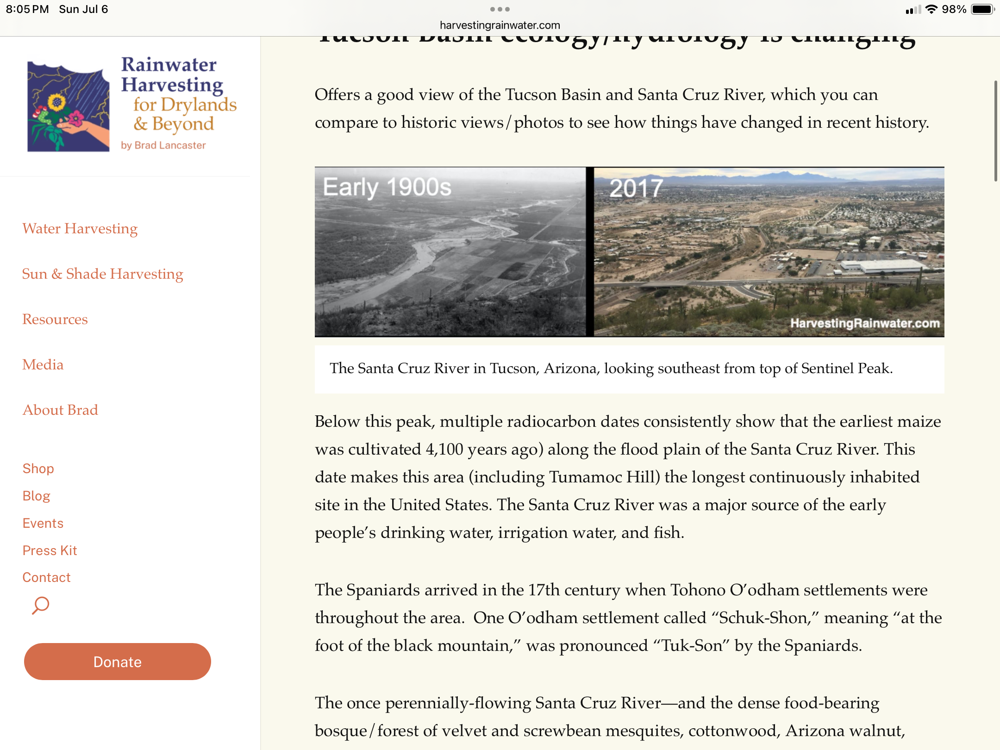 8:05 PM Sun Jul 6
98%
harvestingrainwater.com
Rainwater
Harvesting
for Drylands
& Beyond
by Brad Lancaster
Water Harvesting
Sun & Shade Harvesting
Resources
Media
About Brad
Shop
Blog
Events
Press Kit
Contact
Donate
Tucson Basin ecology/hydrology is changing
Offers a good view of the Tucson Basin and Santa Cruz River, which you can
compare to historic views/photos to see how things have changed in recent history.
Early 1900s
2017
HarvestingRainwater.com
The Santa Cruz River in Tucson, Arizona, looking southeast from top of Sentinel Peak.
Below this peak, multiple radiocarbon dates consistently show that the earliest maize
was cultivated 4,100 years ago) along the flood plain of the Santa Cruz River. This
date makes this area (including Tumamoc Hill) the longest continuously inhabited
site in the United States. The Santa Cruz River was a major source of the early
people’s drinking water, irrigation water, and fish.
The Spaniards arrived in the 17th century when Tohono O’odham settlements were
throughout the area.  One O’odham settlement called “Schuk-Shon,” meaning “at the
foot of the black mountain,” was pronounced “Tuk-Son” by the Spaniards.
The once perennially-flowing Santa Cruz River—and the dense food-bearing
bosque/forest of velvet and screwbean mesquites, cottonwood, Arizona walnut,